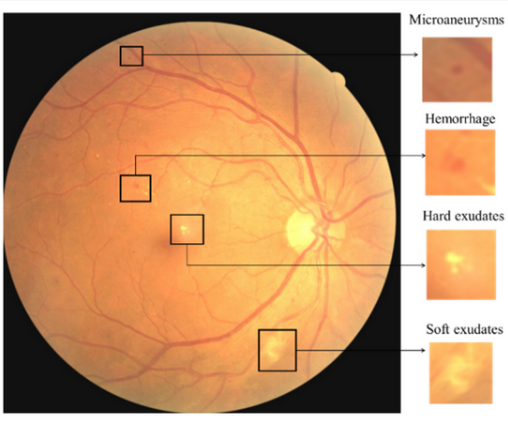 Microaneurysms
Hemorrhage
Hard exudates
Soft exudates